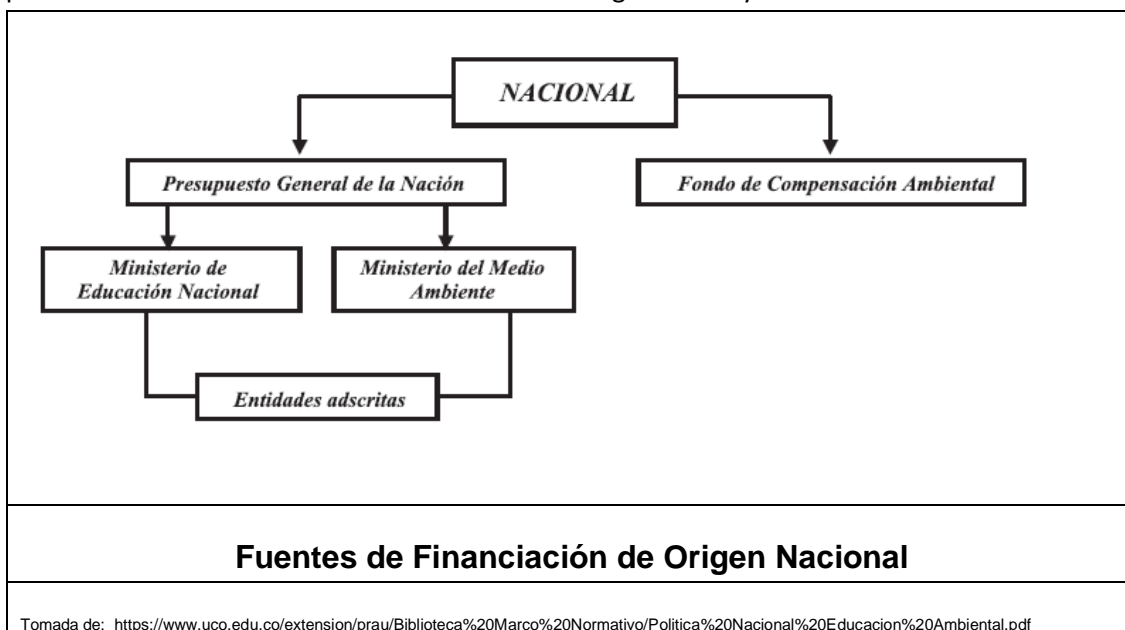 NACIONAL
Presupuesto General de la Nación
Fondo de Compensación Ambiental
Ministerio de
Educación Nacional
Ministerio del Medio
Ambiente
Entidades adscritas
Fuentes de Financiación de Origen Nacional
Tomada de: https://www.uco.edu.co/extension/prau/Biblioteca%20Marco%20Normativo/Politica%20Nacional%20Educacion%20Ambiental.pdf